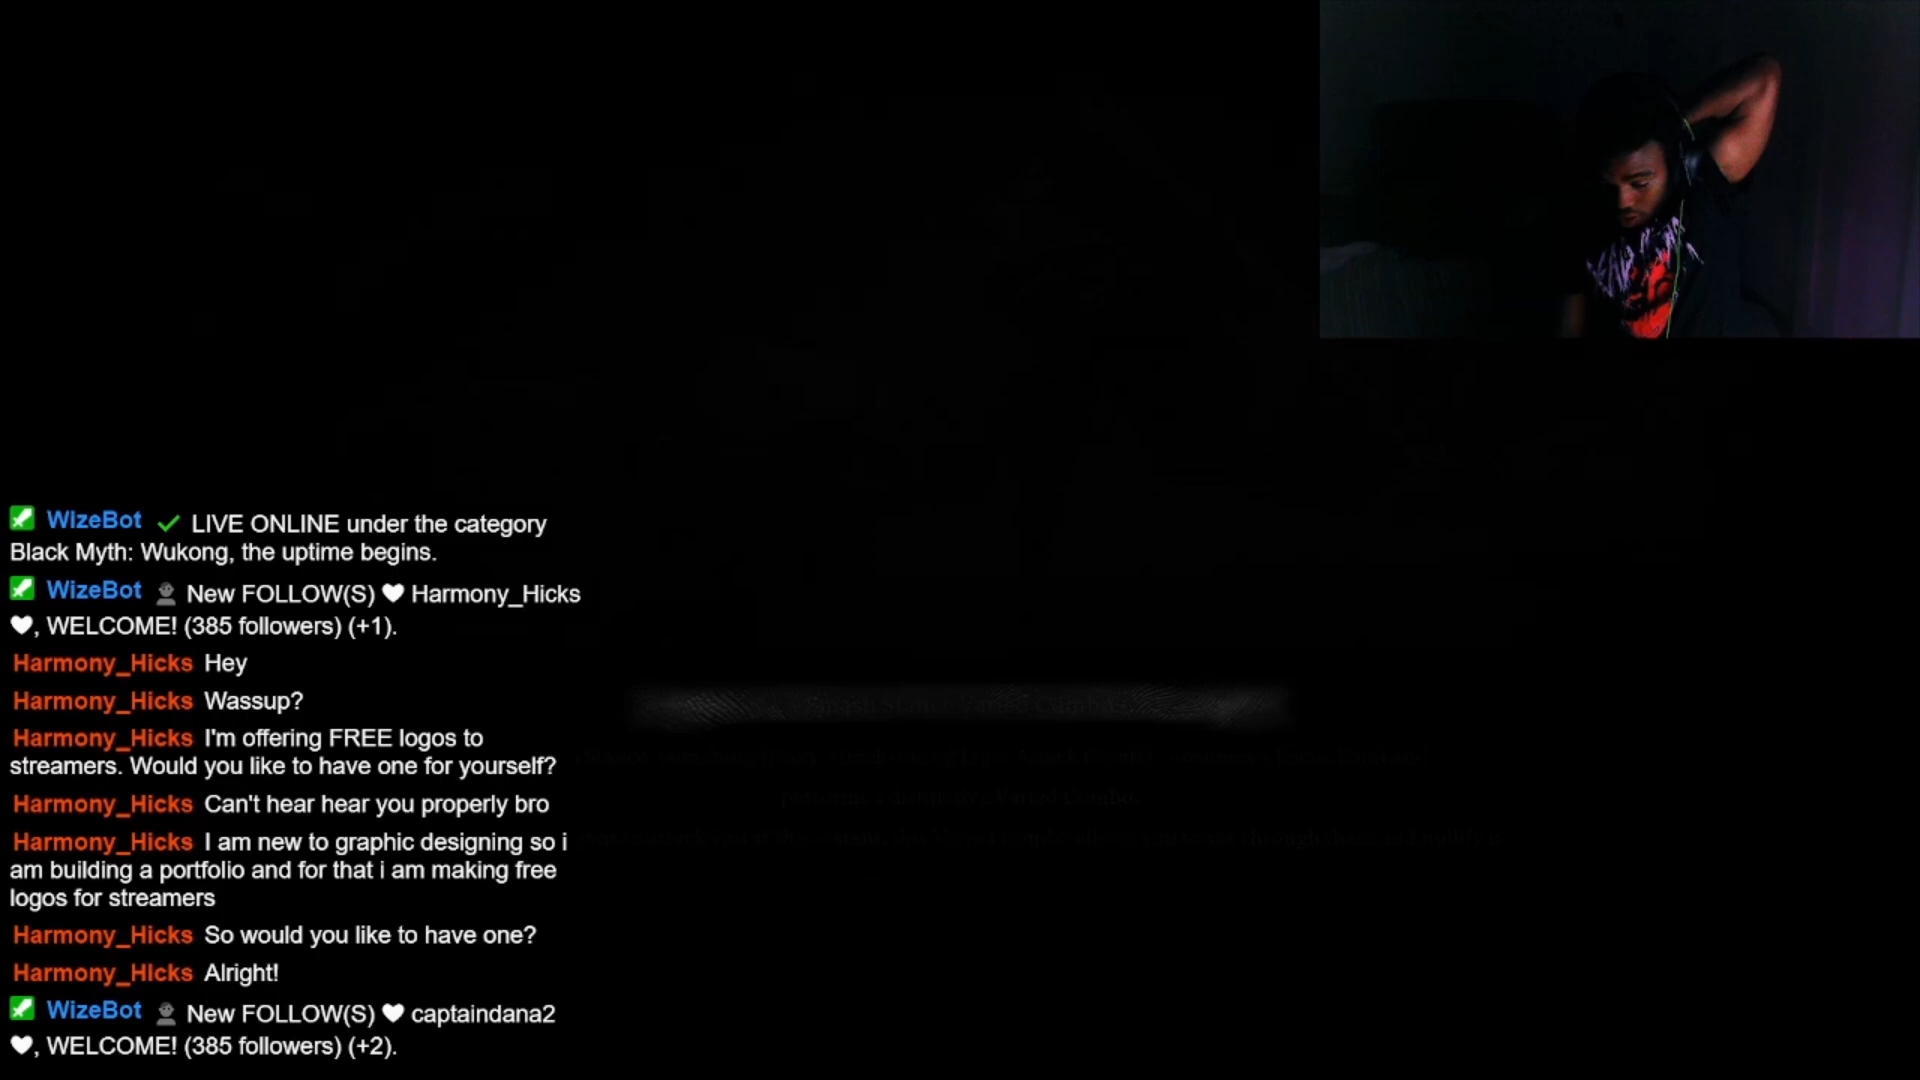 WIzeBot ✓ LIVE ONLINE under the category
Black Myth: Wukong, the uptime begins.
WizeBot New FOLLOW(S) 🤍 Harmony_Hicks
🤍, WELCOME! (385 followers) (+1).
Harmony_Hicks Hey
Harmony_Hicks Wassup?
Harmony_Hicks I'm offering FREE logos to
streamers. Would you like to have one for yourself?
Harmony_Hicks Can't hear hear you properly bro
Harmony_Hicks I am new to graphic designing so i
am building a portfolio and for that i am making free
logos for streamers
Harmony_Hicks So would you like to have one?
Harmony_Hicks Alright!
WizeBot New FOLLOW(S) 🤍 captaindana2
🤍, WELCOME! (385 followers) (+2).
Smash Stance Varied Combo